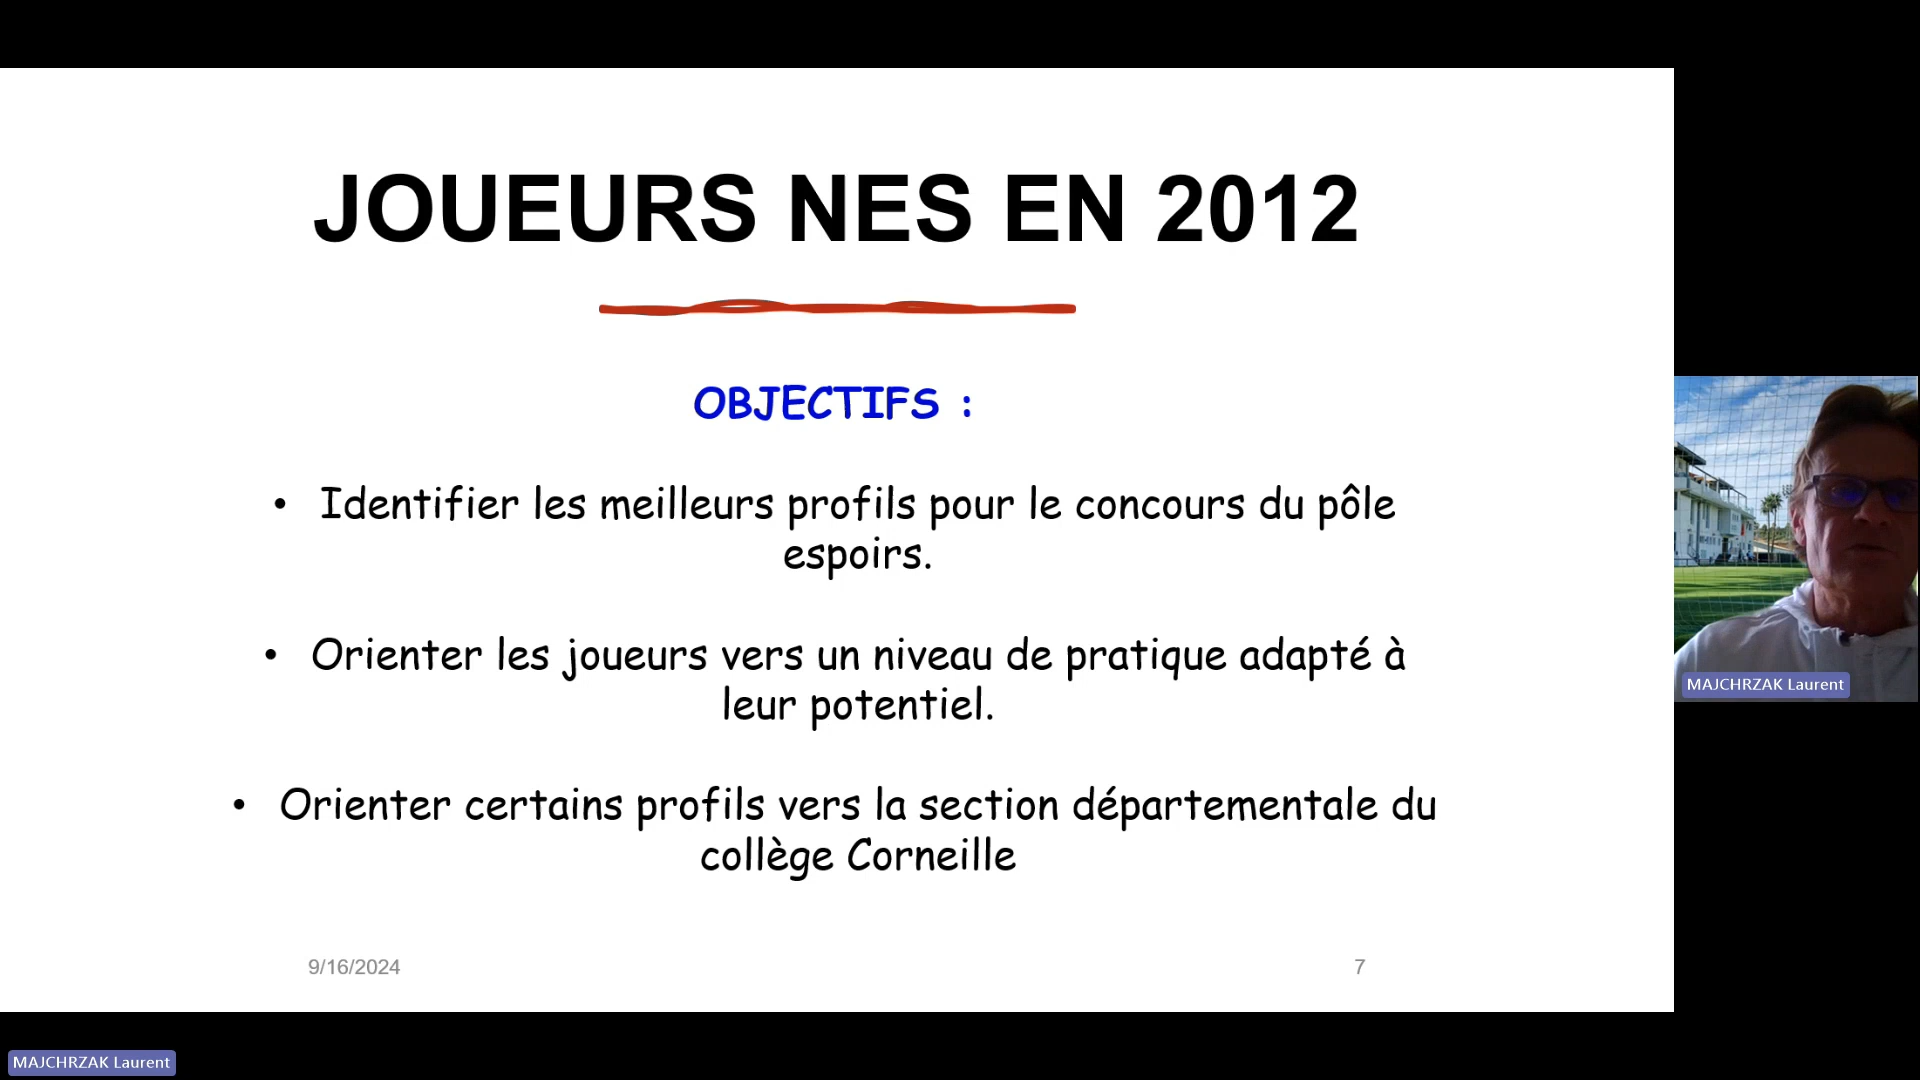 JOUEURS NES EN 2012
OBJECTIFS :
• Identifier les meilleurs profils pour le concours du pôle
espoirs.
• Orienter les joueurs vers un niveau de pratique adapté à
leur potentiel.
• Orienter certains profils vers la section départementale du
collège Corneille
9/16/2024
7
MAJCHRZAK Laurent
MAJCHRZAK Laurent